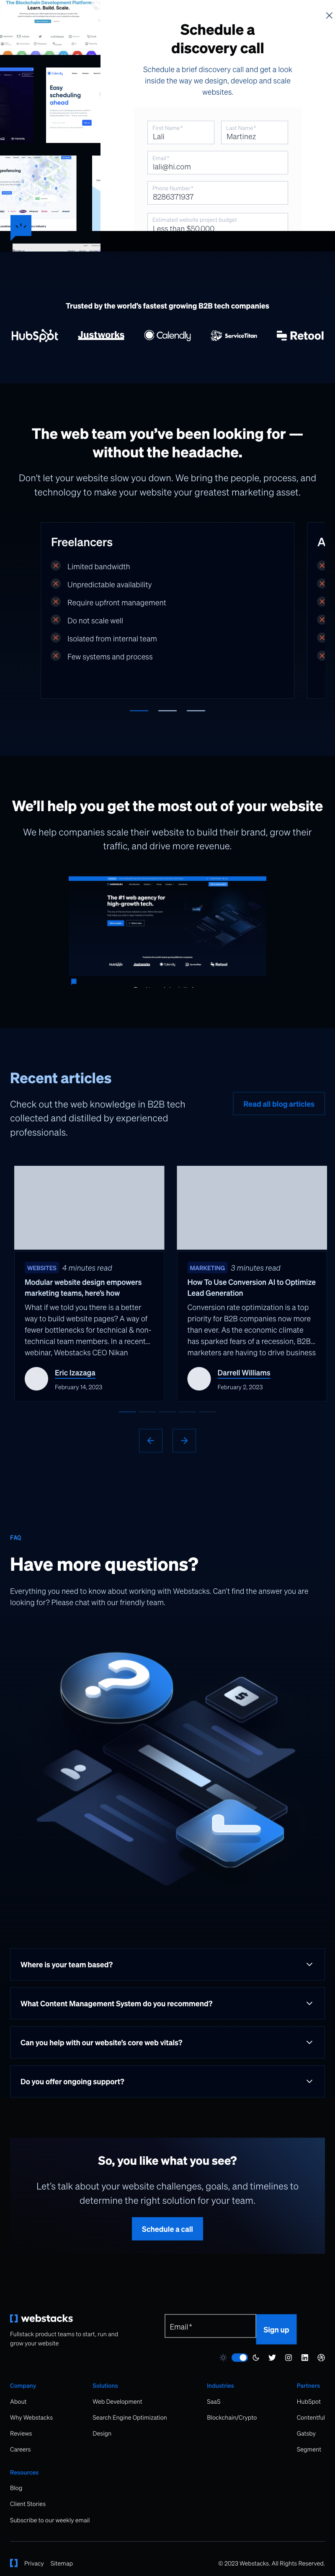 The Blockchain Development Platform:
Learn. Build. Scale.
Schedule a
discovery call
Schedule a brief discovery call and get a look
inside the way we design, develop and scale
websites.
First Name*
Lali
Last Name*
Martinez
Email*
lali@hi.com
Phone Number*
8286371937
Estimated website project budget
Less than $50,000
Calendly
Easy
scheduling
ahead
Trusted by the world's fastest growing B2B tech companies
HubSpot
Justworks
Calendly
ServiceTitan
Retool
The web team you've been looking for —
without the headache.
Don't let your website slow you down. We bring the people, process, and
technology to make your website your greatest marketing asset.
Freelancers
A
Limited bandwidth
Unpredictable availability
Require upfront management
Do not scale well
Isolated from internal team
Few systems and process
We'll help you get the most out of your website
We help companies scale their website to build their brand, grow their
traffic, and drive more revenue.
The #1 web agency for
high-growth tech.
HubSpot
Justworks
Calendly
ServiceTitan
Retool
Recent articles
Check out the web knowledge in B2B tech
collected and distilled by experienced
professionals.
Read all blog articles
WEBSITES 4 minutes read
Modular website design empowers
marketing teams, here's how
What if we told you there is a better
way to build website pages? A way of
fewer bottlenecks for technical & non-
technical team members. In a recent...
webinar, Webstacks CEO Nikan
Eric Izazaga
February 14, 2023
MARKETING 3 minutes read
How To Use Conversion AI to Optimize
Lead Generation
Conversion rate optimization is a top
priority for B2B companies now more
than ever. As the economic climate
has sparked fears of a recession, B2B...
marketers are having to drive business
Darrell Williams
February 2, 2023
FAQ
Have more questions?
Everything you need to know about working with Webstacks. Can't find the answer you are
looking for? Please chat with our friendly team.
?
$
Where is your team based?
What Content Management System do you recommend?
Can you help with our website's core web vitals?
Do you offer ongoing support?
So, you like what you see?
Let's talk about your website challenges, goals, and timelines to
determine the right solution for your team.
Schedule a call
webstacks
Fullstack product teams to start, run and
grow your website
Email*
Sign up
Company
About
Why Webstacks
Reviews
Careers
Solutions
Web Development
Search Engine Optimization
Design
Industries
SaaS
Blockchain/Crypto
Partners
HubSpot
Contentful
Gatsby
Segment
Resources
Blog
Client Stories
Subscribe to our weekly email
Privacy
Sitemap
© 2023 Webstacks. All Rights Reserved.